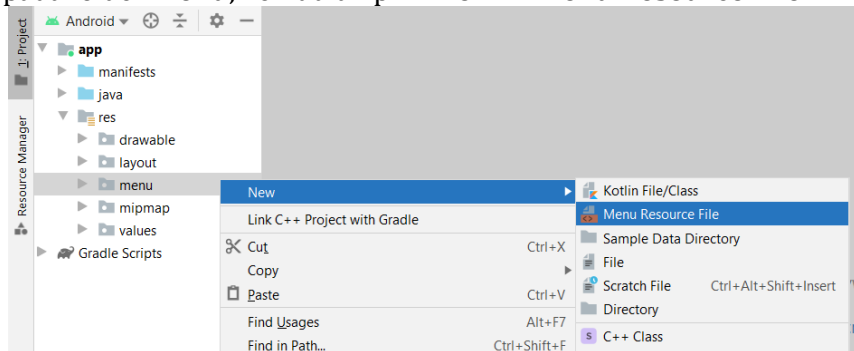 Android
1: Project
app
manifests
java
res
drawable
layout
menu
mipmap
values
Gradle Scripts
Resource Manager
New
Link C++ Project with Gradle
Cut Ctrl+X
Copy
Paste Ctrl+V
Find Usages Alt+F7
Find in Path... Ctrl+Shift+F
Kotlin File/Class
Menu Resource File
Sample Data Directory
File
Scratch File Ctrl+Alt+Shift+Insert
Directory
S C++ Class